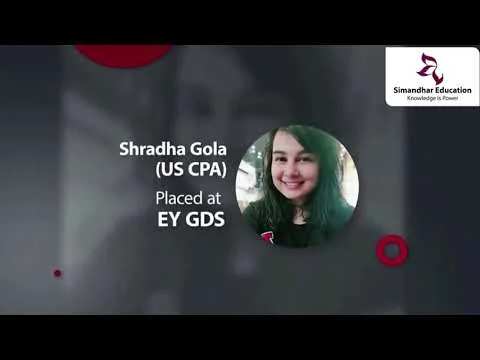 Simandhar Education
Knowledge is Power
Shradha Gola
(US CPA)
Placed at
EY GDS